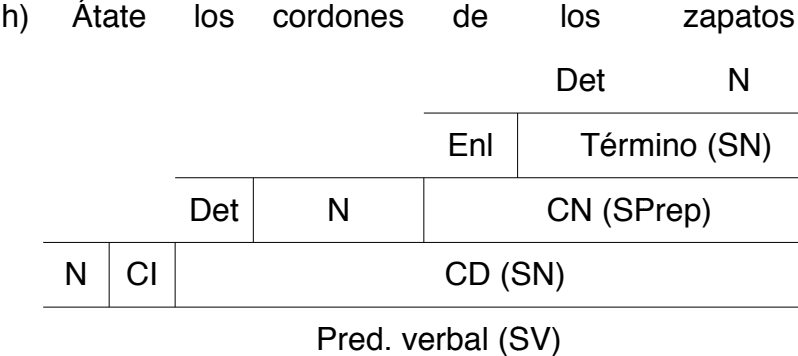 h) Átate los cordones de los zapatos
Det N
Enl Término (SN)
Det N CN (SPrep)
N CI CD (SN)
Pred. verbal (SV)